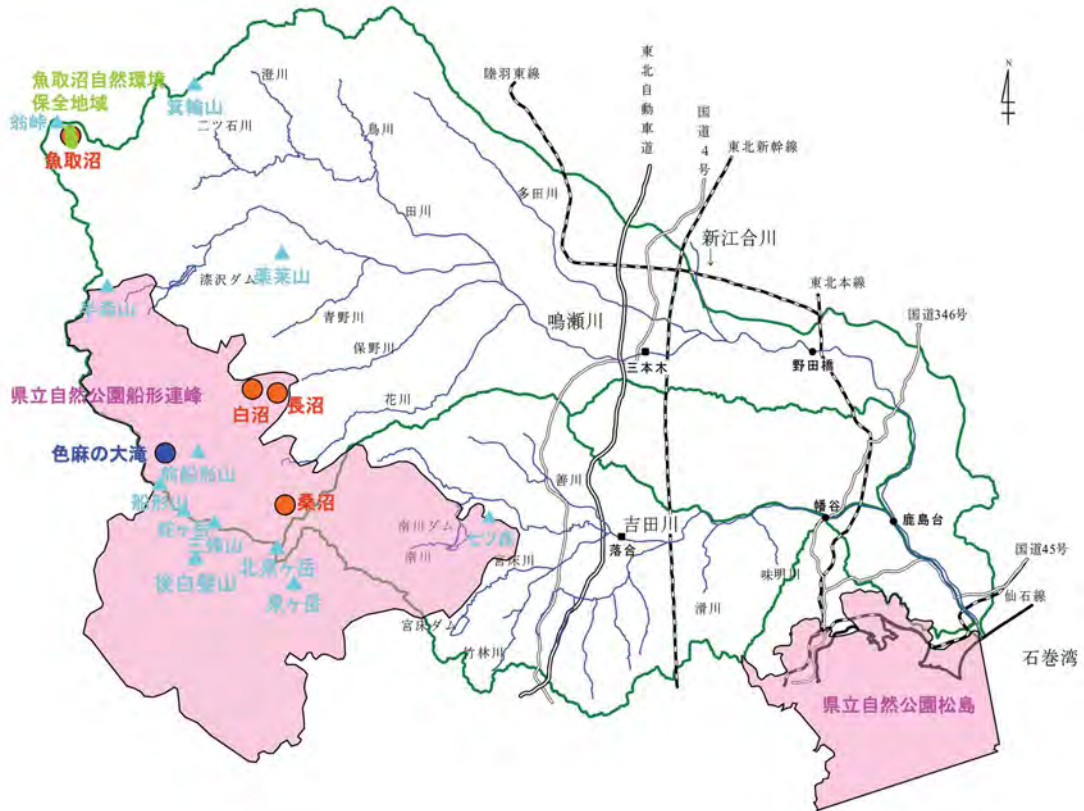 N
魚取沼自然環境
保全地域
翁峠
魚取沼
箕輪山
澄川
二ツ石川
鳥川
田川
陸羽東線
東北自動車道
国道4号
東北新幹線
多田川
新江合川
東北本線
国道346号
漆沢ダム
薬莱山
半森山
青野川
保野川
鳴瀬川
三本木
野田橋
県立自然公園船形連峰
白沼
長沼
花川
色麻の大滝
前船形山
船形山
蛇ヶ岳
三峰山
後白髪山
桑沼
北泉ヶ岳
泉ヶ岳
南川ダム
南川
七ツ森
善川
吉田川
落合
宮床川
宮床ダム
竹林川
滑川
味明川
幡谷
鹿島台
国道45号
仙石線
石巻湾
県立自然公園松島